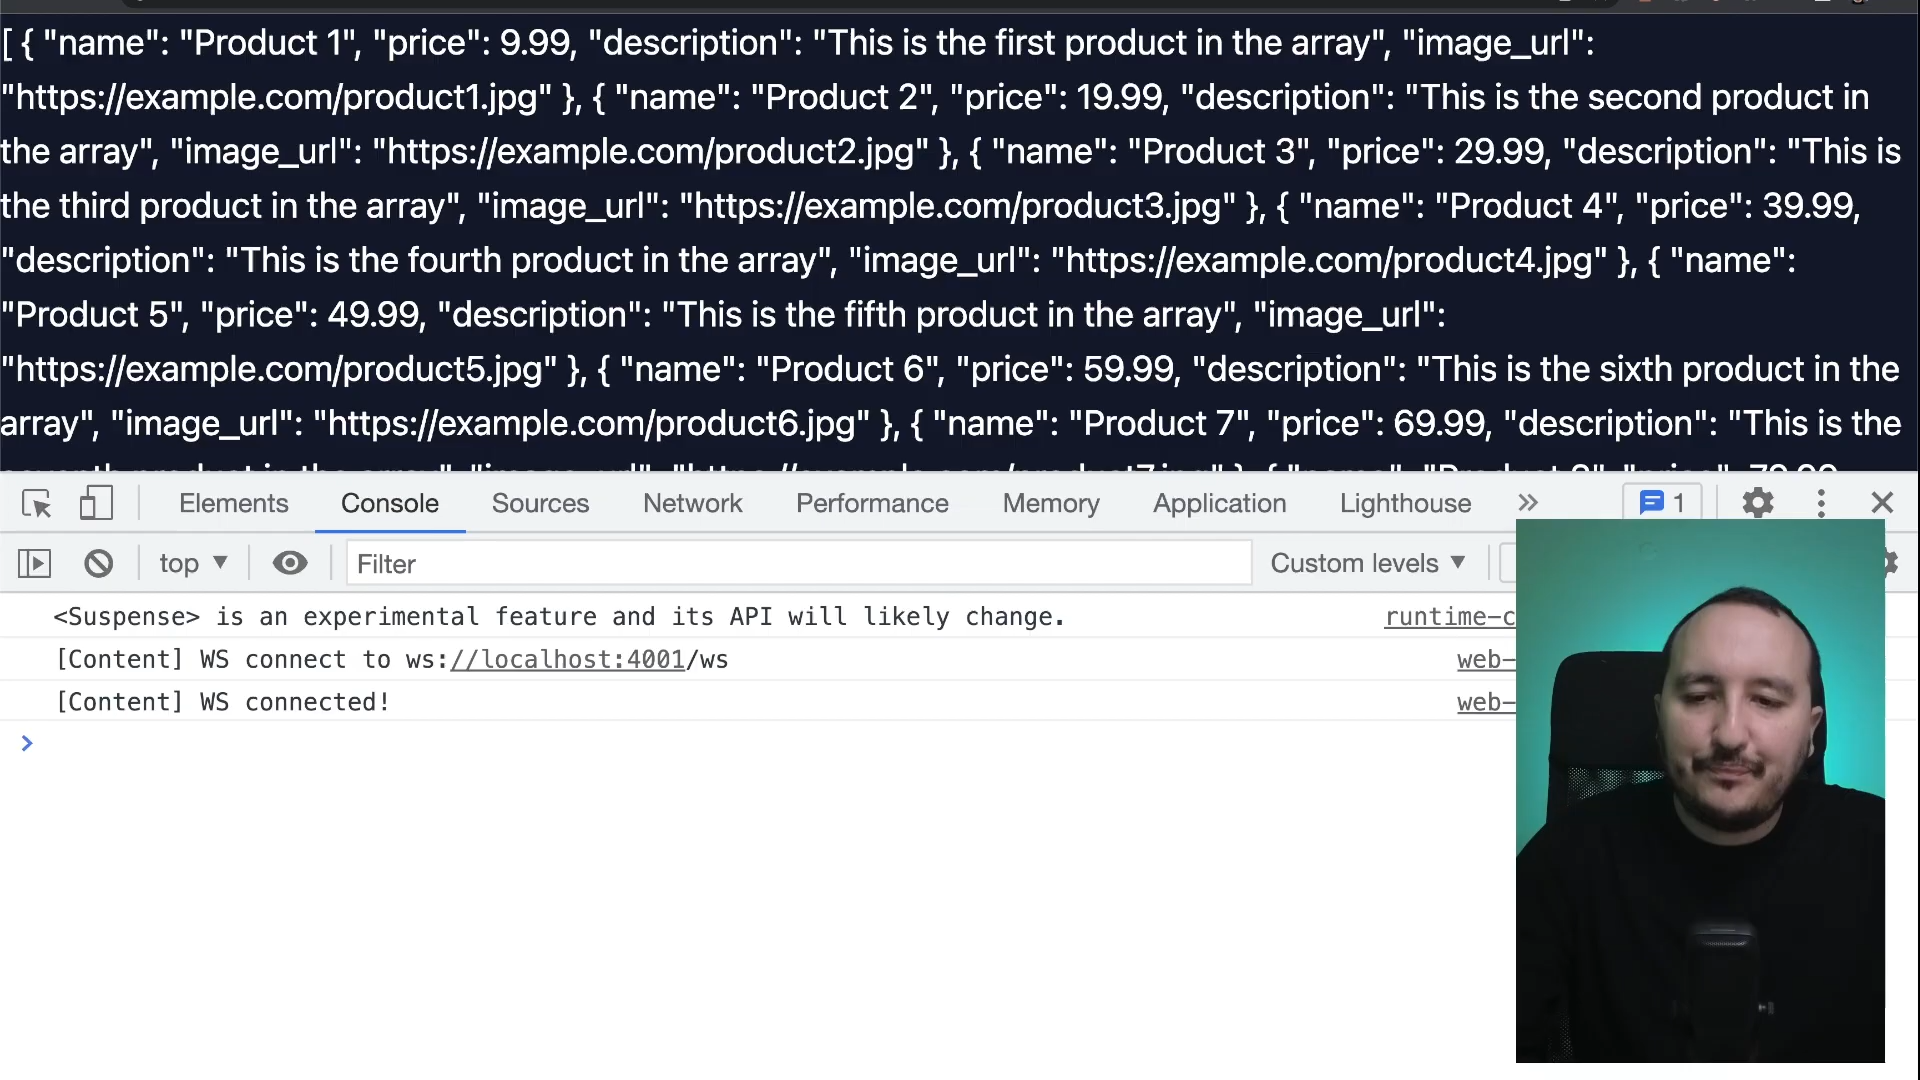 [ { "name": "Product 1", "price": 9.99, "description": "This is the first product in the array", "image_url":
"https://example.com/product1.jpg" }, { "name": "Product 2", "price": 19.99, "description": "This is the second product in
the array", "image_url": "https://example.com/product2.jpg" }, { "name": "Product 3", "price": 29.99, "description": "This is
the third product in the array", "image_url": "https://example.com/product3.jpg" }, { "name": "Product 4", "price": 39.99,
"description": "This is the fourth product in the array", "image_url": "https://example.com/product4.jpg" }, { "name":
"Product 5", "price": 49.99, "description": "This is the fifth product in the array", "image_url":
"https://example.com/product5.jpg" }, { "name": "Product 6", "price": 59.99, "description": "This is the sixth product in the
array", "image_url": "https://example.com/product6.jpg" }, { "name": "Product 7", "price": 69.99, "description": "This is the
Elements Console Sources Network Performance Memory Application Lighthouse » 1
top ▼ Filter Custom levels ▼
<Suspense> is an experimental feature and its API will likely change. runtime-c
[Content] WS connect to ws://localhost:4001/ws web-
[Content] WS connected! web-
>